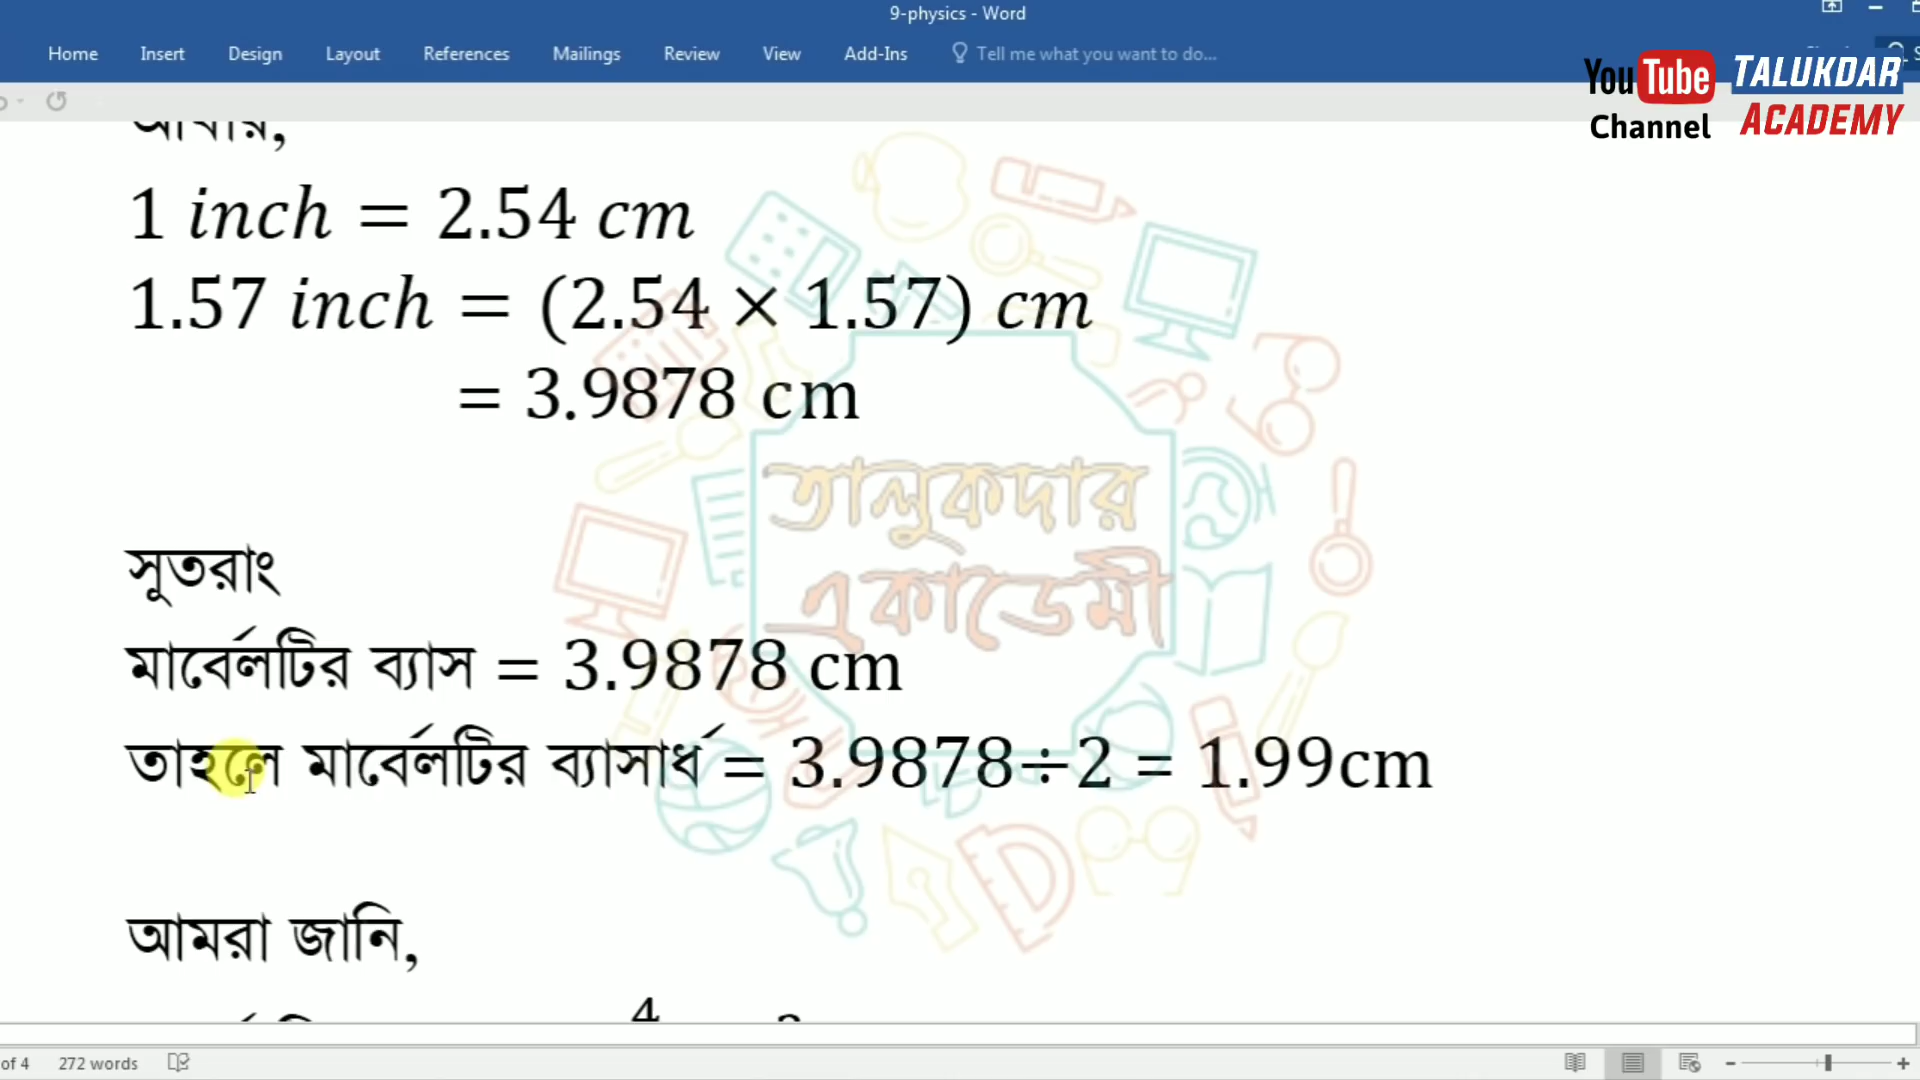 9-physics - Word
Home Insert Design Layout References Mailings Review View Add-Ins Tell me what you want to do...
YouTube Channel
TALUKDAR ACADEMY
আবার,
1 inch = 2.54 cm
1.57 inch = (2.54 × 1.57) cm
= 3.9878 cm
তালুকদার
একাডেমী
সুতরাং
মার্বেলটির ব্যাস = 3.9878 cm
তাহলে মার্বেলটির ব্যাসার্ধ = 3.9878÷2 = 1.99cm
আমরা জানি,
4
of 4 272 words